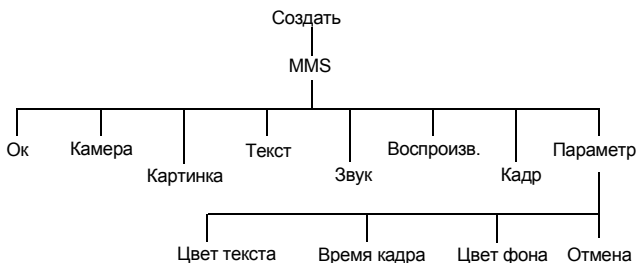 Создать
MMS
Ок
Камера
Картинка
Текст
Звук
Воспроизв.
Кадр
Параметр
Цвет текста
Время кадра
Цвет фона
Отмена